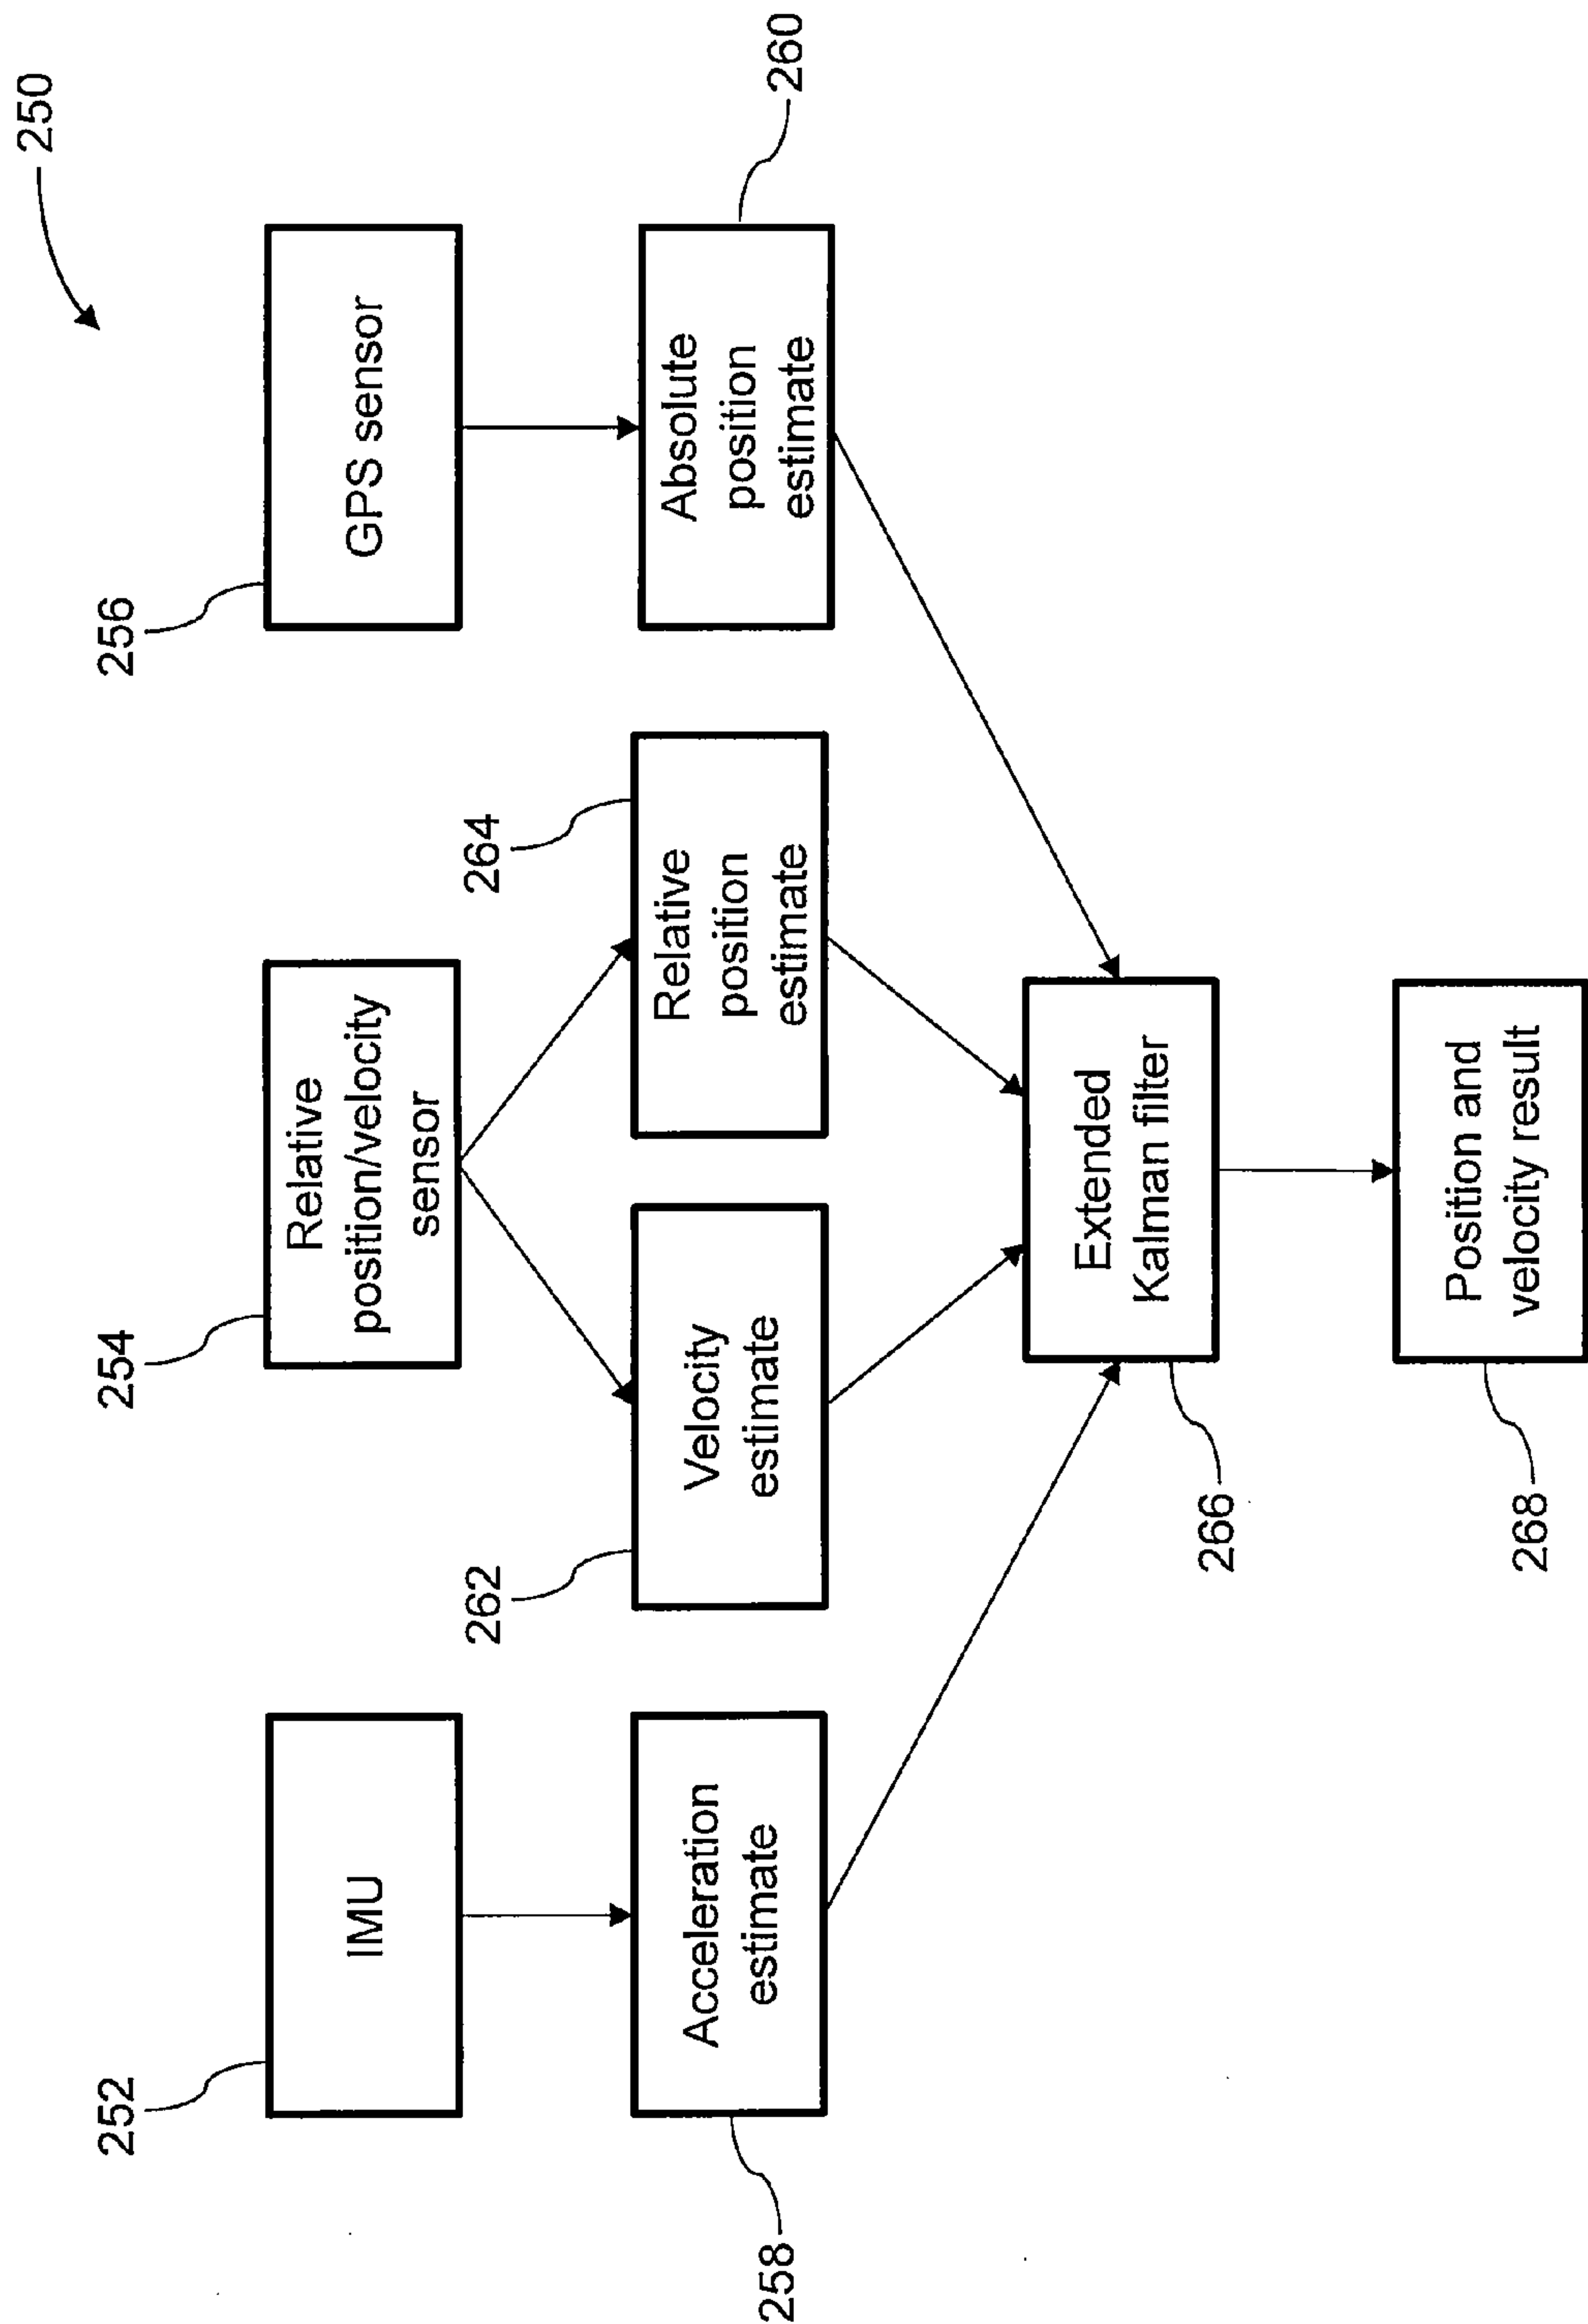 250
252
IMU
254
Relative
position/velocity
sensor
256
GPS sensor
258
Acceleration
estimate
262
Velocity
estimate
264
Relative
position
estimate
Absolute
position
estimate
260
Extended
Kalman filter
266
Position and
velocity result
268